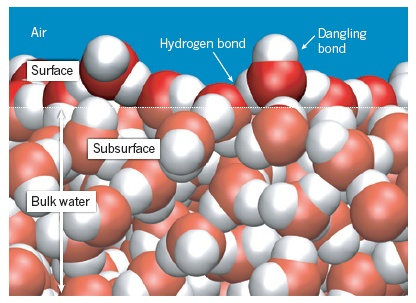 Air
Hydrogen bond
Dangling
bond
Surface
Subsurface
Bulk water